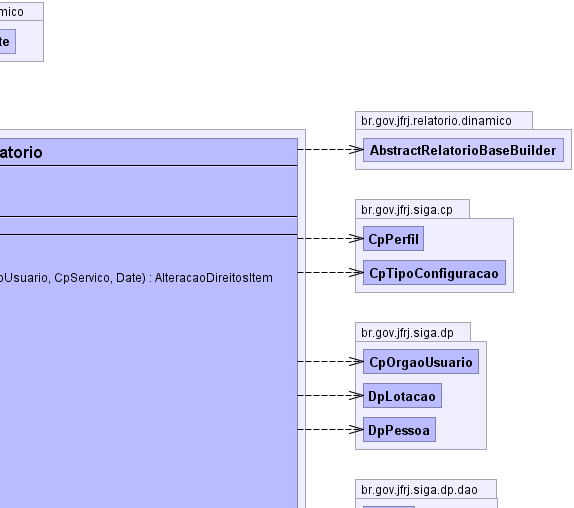 mico
te
br.gov.jfrj.relatorio.dinamico
AbstractRelatorioBaseBuilder
atorio
br.gov.jfrj.siga.cp
CpPerfil
CpTipoConfiguracao
oUsuario, CpServico, Date) : AlteracaoDireitosItem
br.gov.jfrj.siga.dp
CpOrgaoUsuario
DpLotacao
DpPessoa
br.gov.jfrj.siga.dp.dao